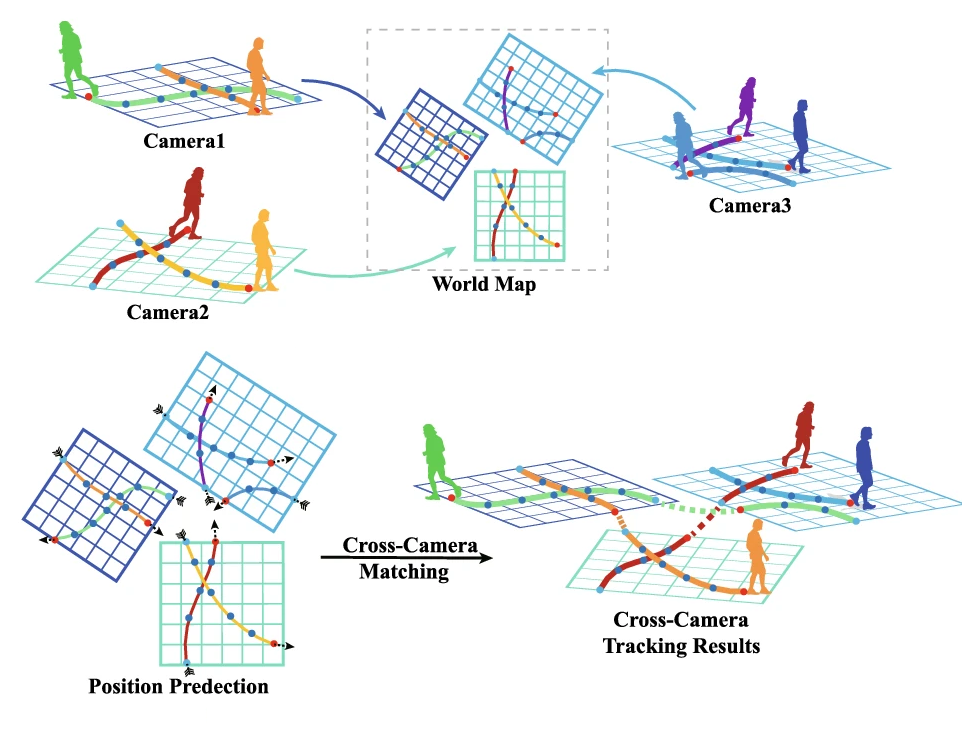 Camera1
Camera3
World Map
Camera2
Cross-Camera
Matching
Cross-Camera
Tracking Results
Position Predection